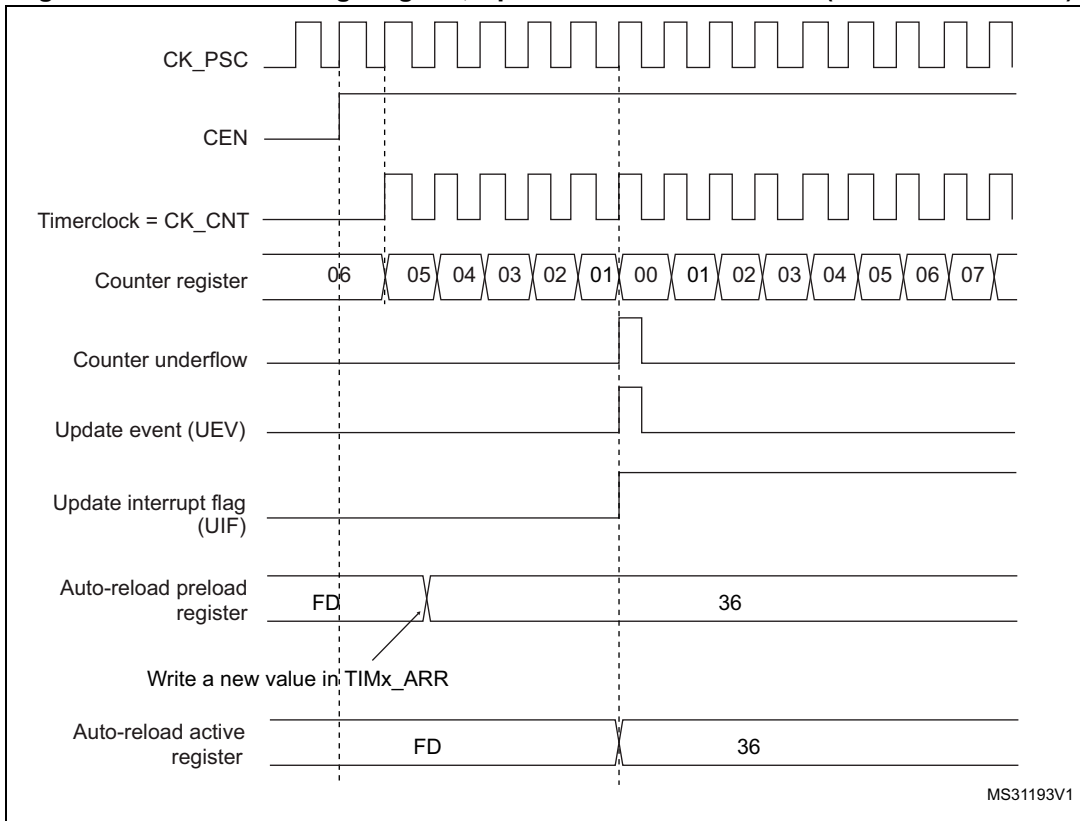 CK_PSC
CEN
Timerclock = CK_CNT
Counter register
06 05 04 03 02 01 00 01 02 03 04 05 06 07
Counter underflow
Update event (UEV)
Update interrupt flag
(UIF)
Auto-reload preload
register
FD 36
Write a new value in TIMx_ARR
Auto-reload active
register
FD 36
MS31193V1